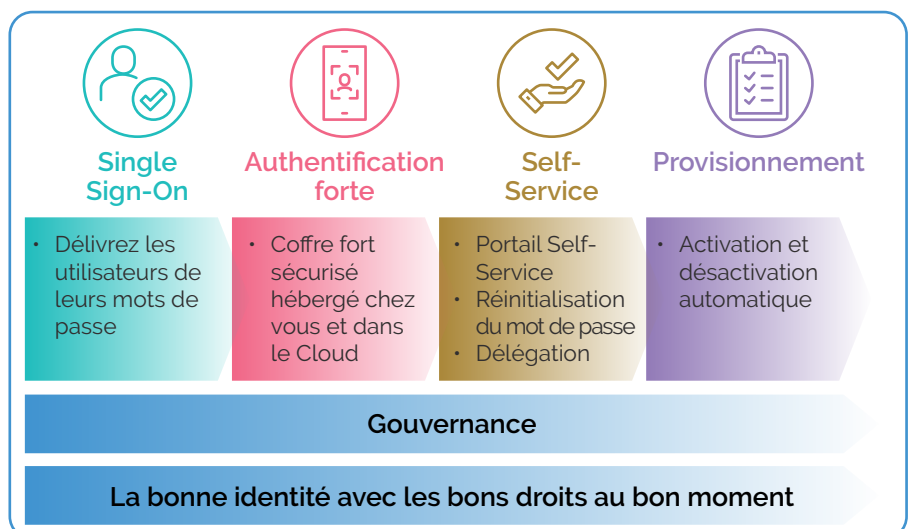 Single
Sign-On
Authentification
forte
Self-
Service
Provisionnement
• Délivrez les
utilisateurs de
leurs mots de
passe
• Coffre fort
sécurisé
hébergé chez
vous et dans
le Cloud
• Portail Self-
Service
• Réinitialisation
du mot de passe
• Délégation
• Activation et
désactivation
automatique
Gouvernance
La bonne identité avec les bons droits au bon moment